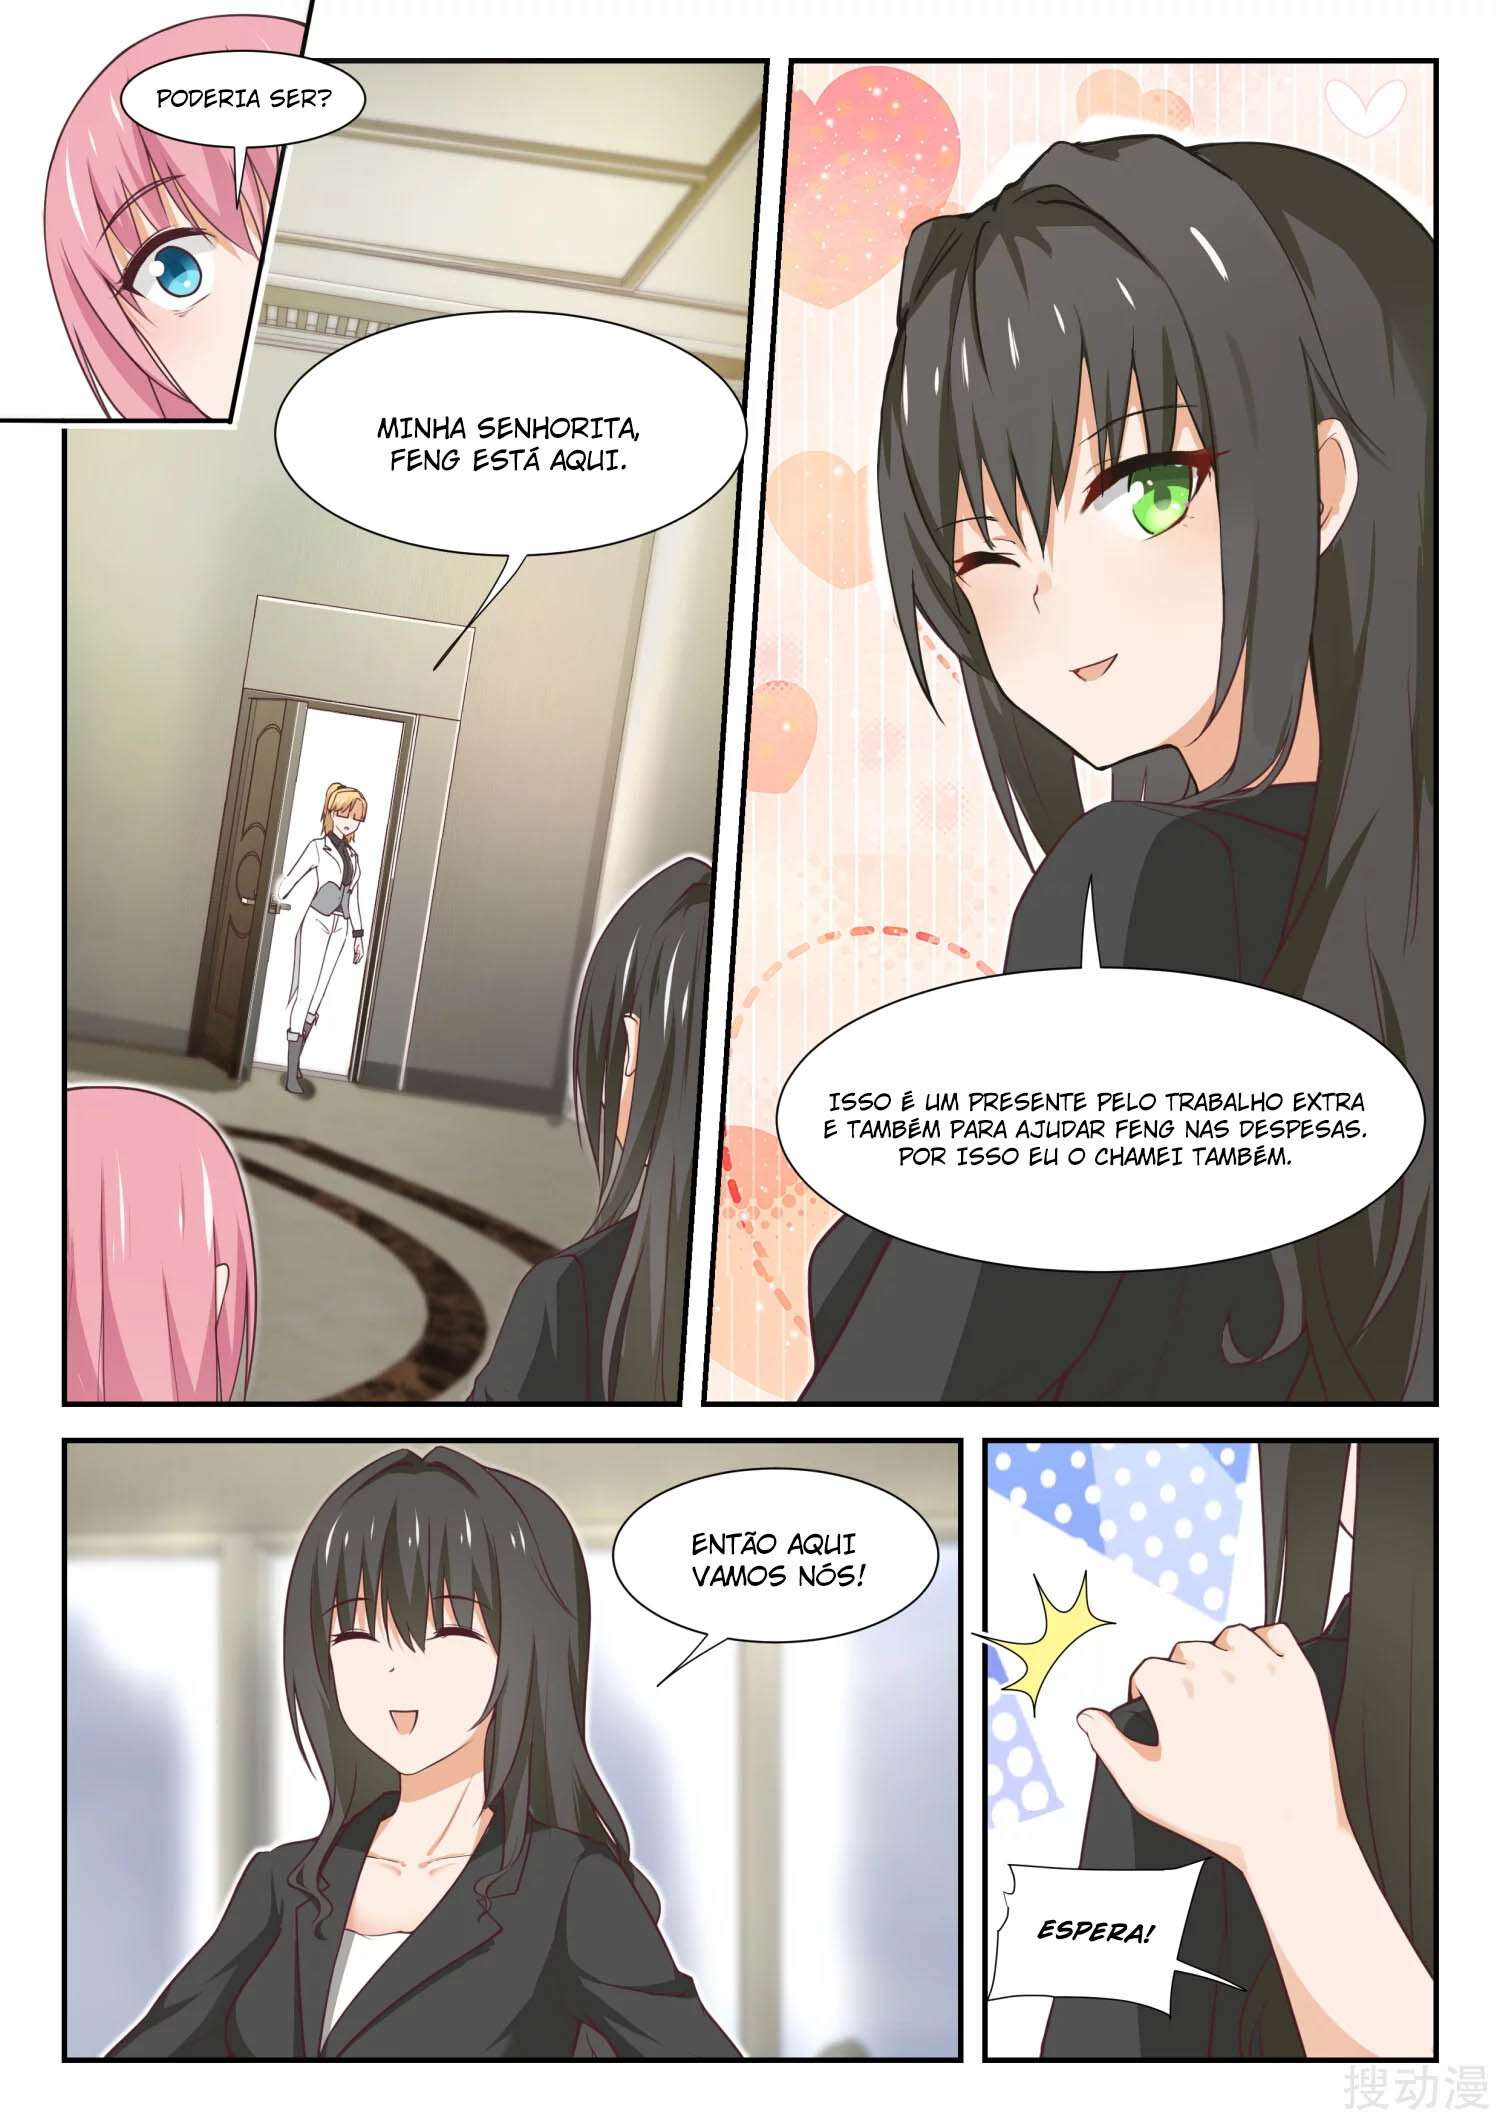 PODERIA SER?
MINHA SENHORITA,
FENG ESTÁ AQUI.
ISSO É UM PRESENTE PELO TRABALHO EXTRA
E TAMBÉM PARA AJUDAR FENG NAS DESPESAS.
POR ISSO EU O CHAMEI TAMBÉM.
ENTÃO AQUI
VAMOS NÓS!
ESPERA!
搜动漫